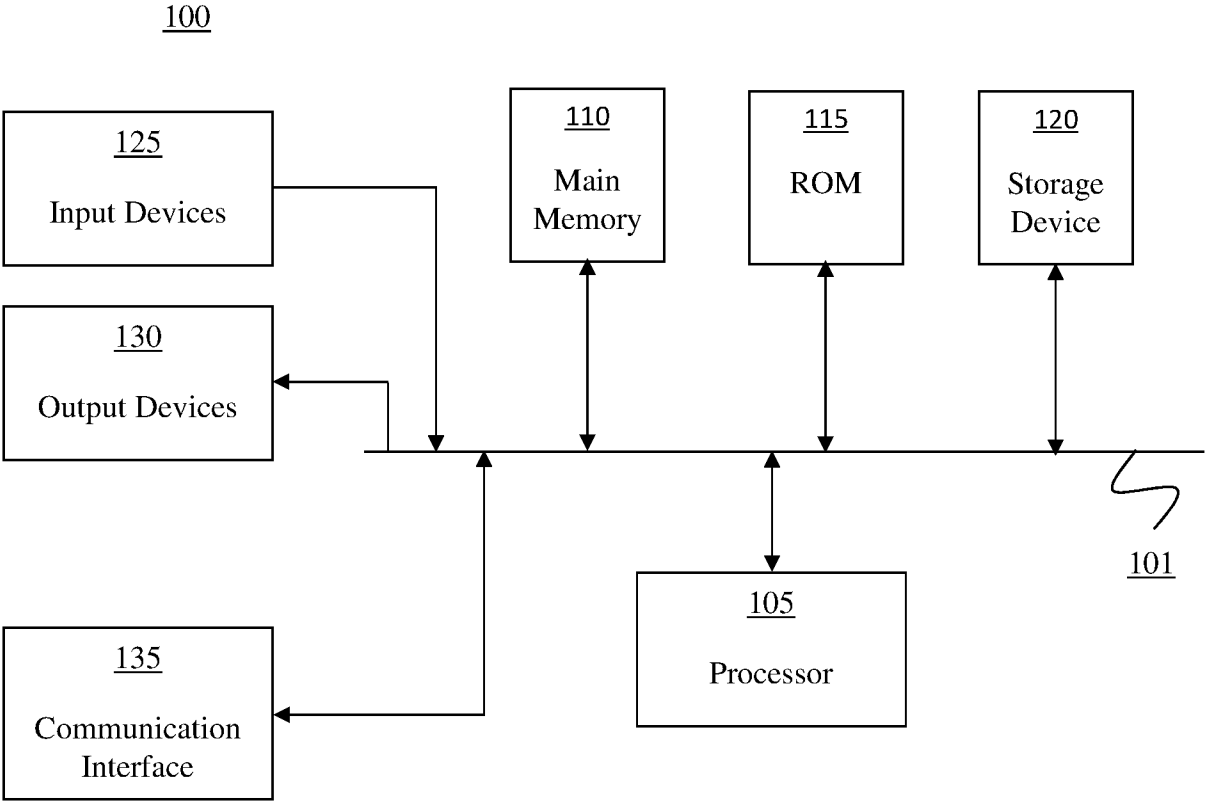 100
125
Input Devices
110
Main
Memory
115
ROM
120
Storage
Device
130
Output Devices
101
105
Processor
135
Communication
Interface